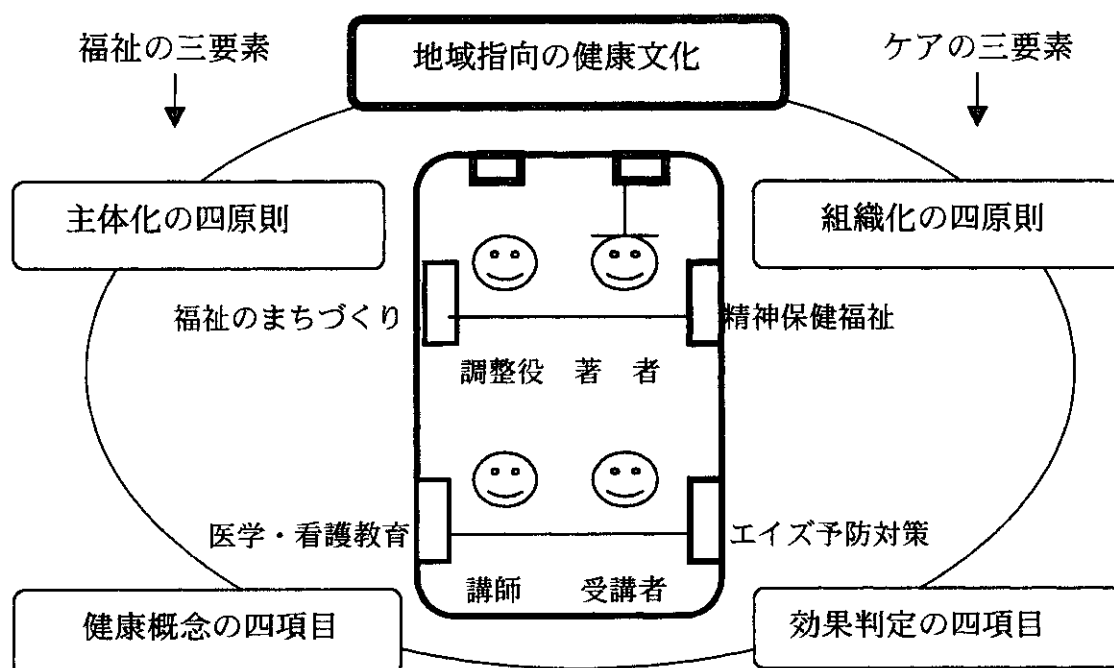 福祉の三要素
地域指向の健康文化
ケアの三要素
主体化の四原則
組織化の四原則
福祉のまちづくり
精神保健福祉
調整役 著 者
医学・看護教育
エイズ予防対策
講師 受講者
健康概念の四項目
効果判定の四項目